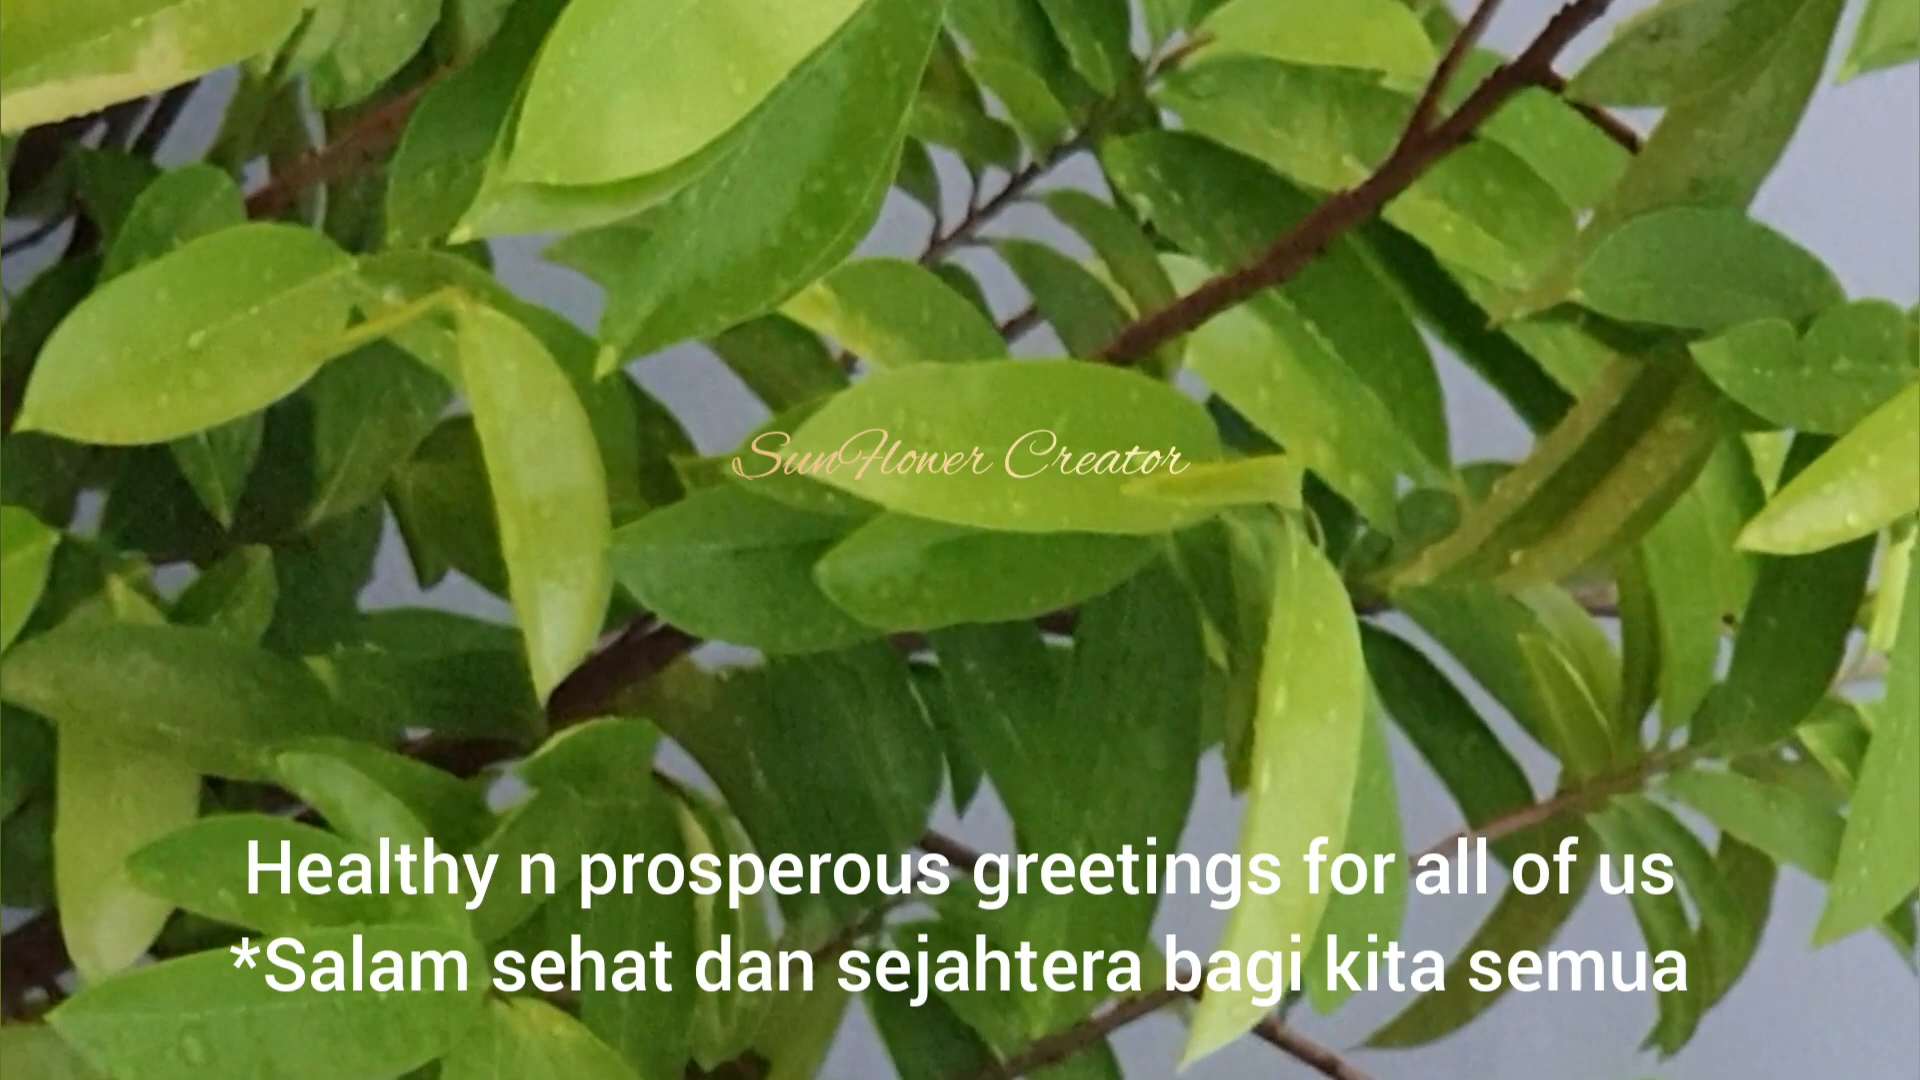 SunFlower Creator
Healthy n prosperous greetings for all of us
*Salam sehat dan sejahtera bagi kita semua